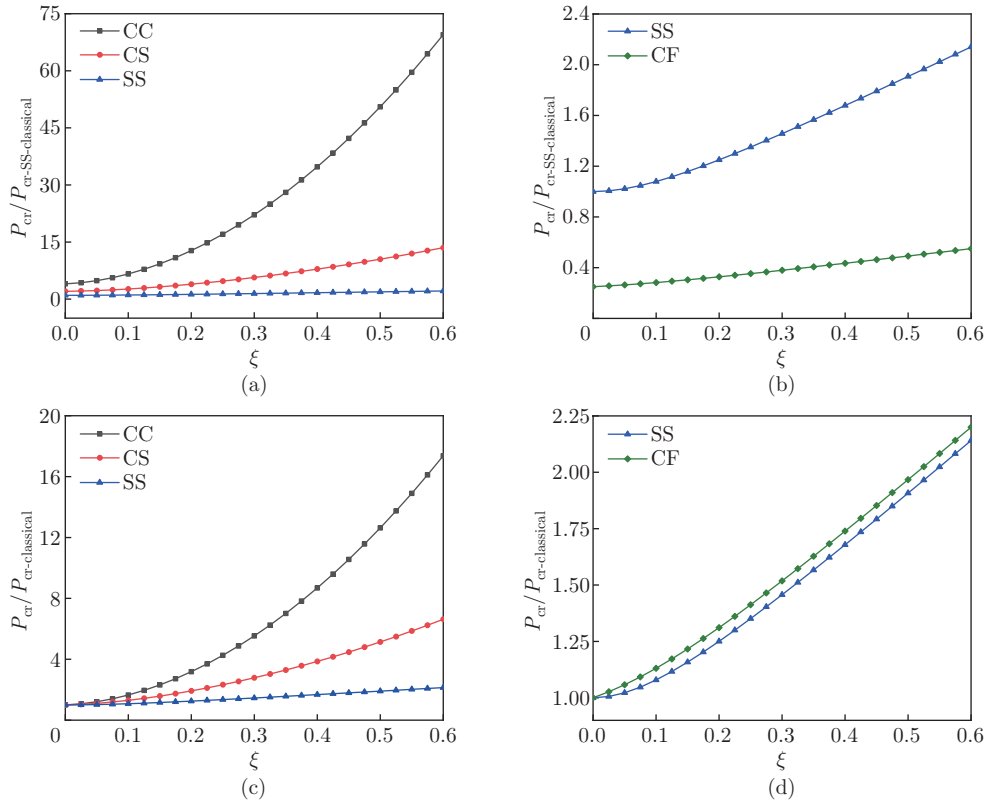 75
60
45
30
15
0
P_cr/P_cr-SS-classical
CC
CS
SS
0.0 0.1 0.2 0.3 0.4 0.5 0.6
ξ
(a)
2.4
2.0
1.6
1.2
0.8
0.4
P_cr/P_cr-SS-classical
SS
CF
0.0 0.1 0.2 0.3 0.4 0.5 0.6
ξ
(b)
20
16
12
8
4
P_cr/P_cr-classical
CC
CS
SS
0.0 0.1 0.2 0.3 0.4 0.5 0.6
ξ
(c)
2.25
2.00
1.75
1.50
1.25
1.00
P_cr/P_cr-classical
SS
CF
0.0 0.1 0.2 0.3 0.4 0.5 0.6
ξ
(d)